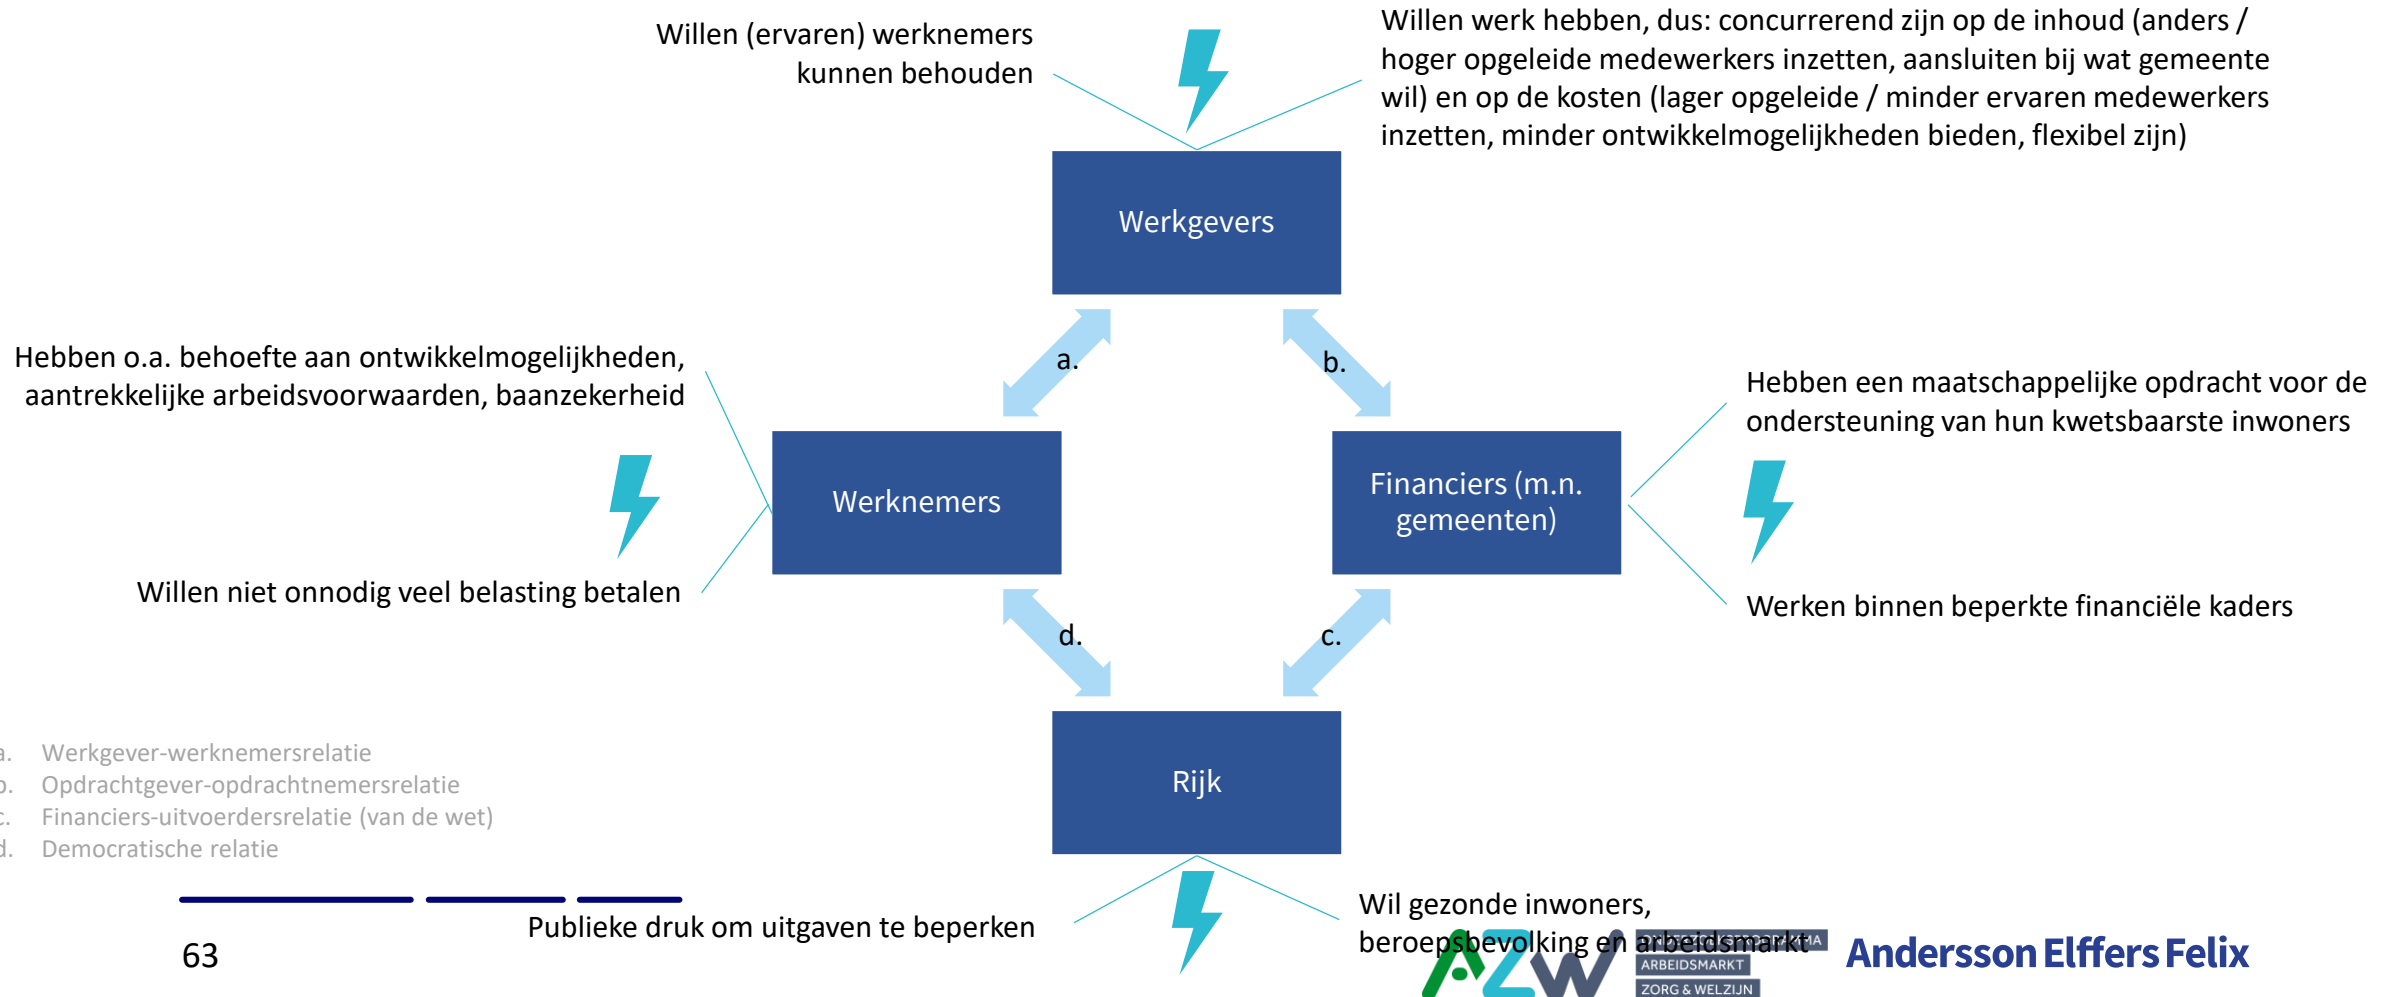 Willen (ervaren) werknemers
kunnen behouden
Willen werk hebben, dus: concurrerend zijn op de inhoud (anders /
hoger opgeleide medewerkers inzetten, aansluiten bij wat gemeente
wil) en op de kosten (lager opgeleide / minder ervaren medewerkers
inzetten, minder ontwikkelmogelijkheden bieden, flexibel zijn)
Werkgevers
a.
b.
Hebben o.a. behoefte aan ontwikkelmogelijkheden,
aantrekkelijke arbeidsvoorwaarden, baanzekerheid
Hebben een maatschappelijke opdracht voor de
ondersteuning van hun kwetsbaarste inwoners
Werknemers
Financiers (m.n.
gemeenten)
Willen niet onnodig veel belasting betalen
Werken binnen beperkte financiële kaders
d.
c.
a. Werkgever-werknemersrelatie
b. Opdrachtgever-opdrachtnemersrelatie
c. Financiers-uitvoerdersrelatie (van de wet)
d. Democratische relatie
Rijk
Publieke druk om uitgaven te beperken
Wil gezonde inwoners,
beroepsbevolking en arbeidsmarkt
63
AZW
ONDERZOEKSPROGRAMMA
ARBEIDSMARKT
ZORG & WELZIJN
Andersson Elffers Felix